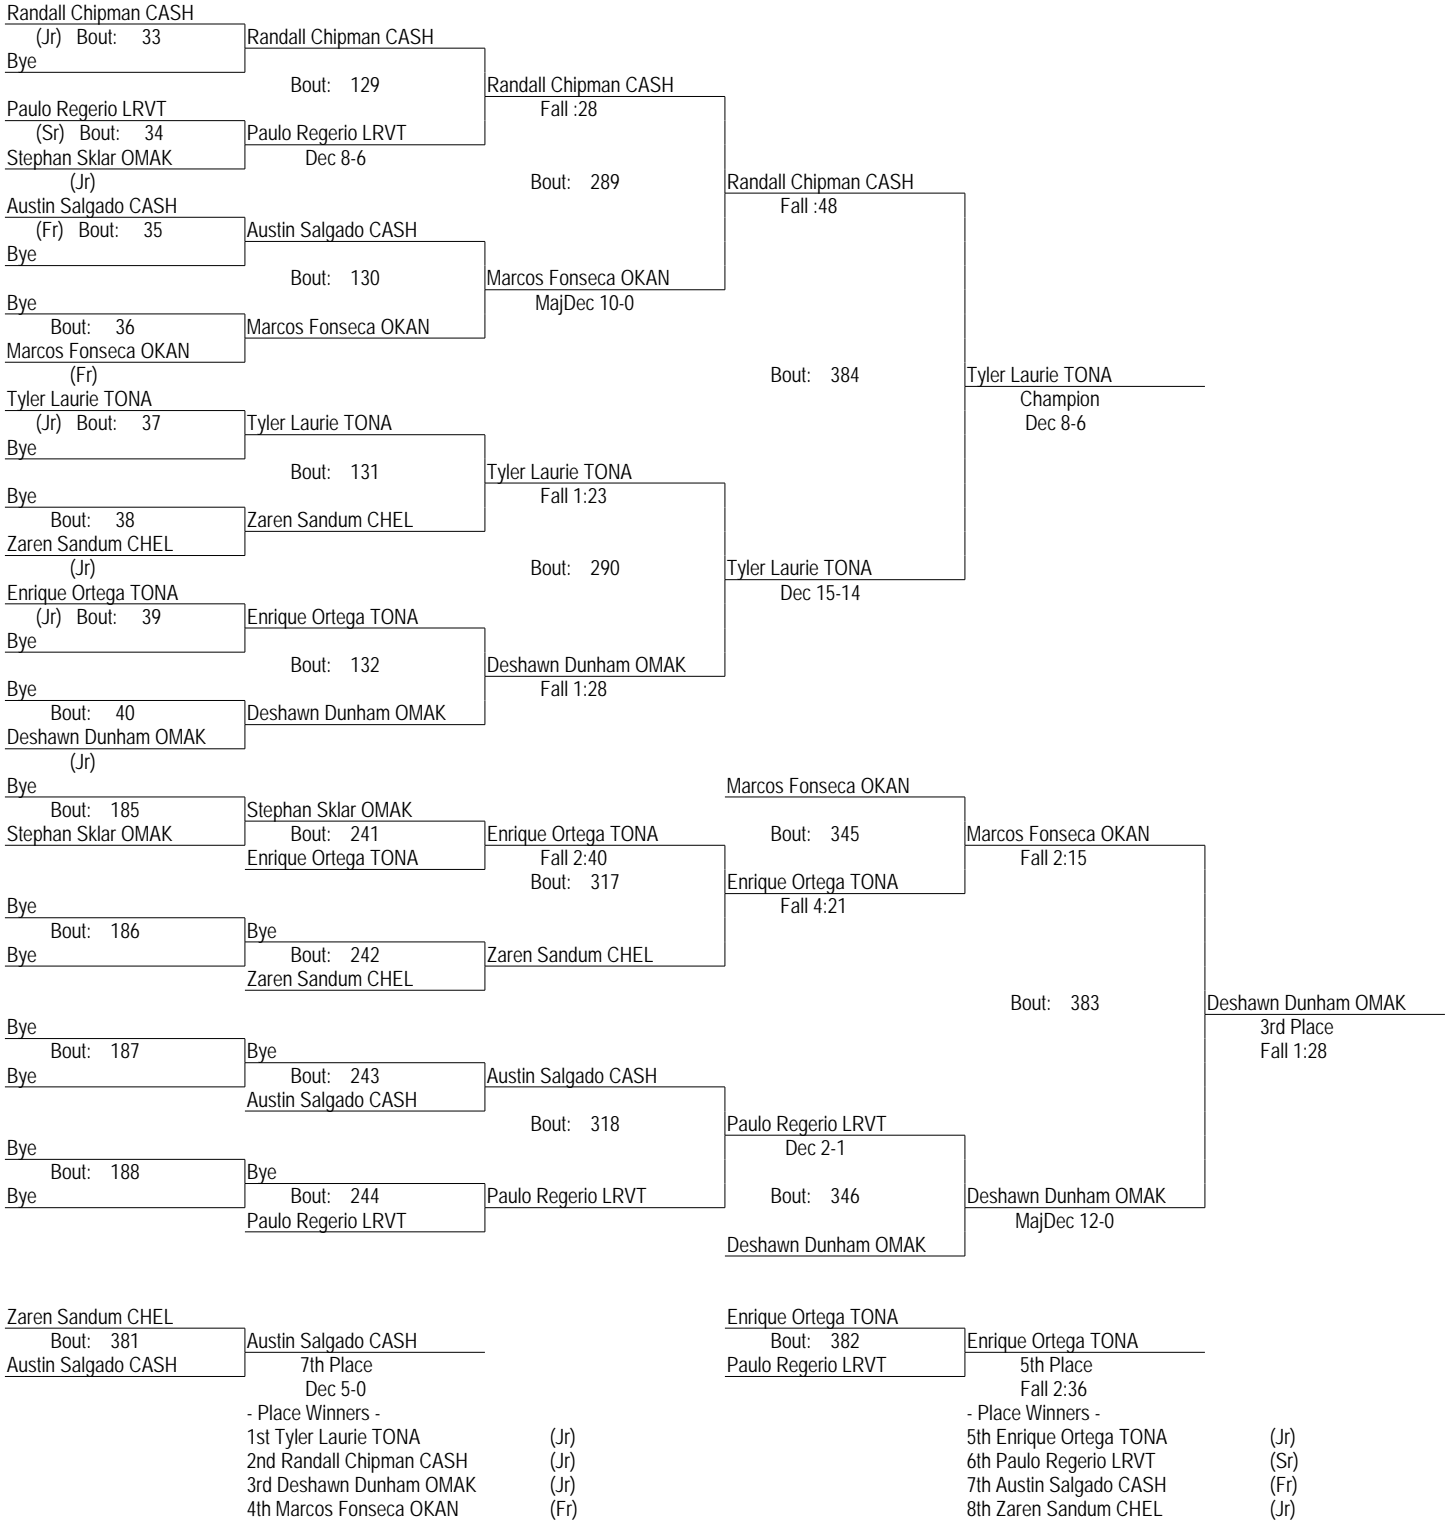 Randall Chipman CASH
(Jr) Bout: 33 Randall Chipman CASH
Bye
Bout: 129 Randall Chipman CASH
Paulo Regerio LRVT Fall :28
(Sr) Bout: 34 Paulo Regerio LRVT
Stephan Sklar OMAK Dec 8-6
(Jr) Bout: 289 Randall Chipman CASH
Austin Salgado CASH Fall :48
(Fr) Bout: 35 Austin Salgado CASH
Bye
Bout: 130 Marcos Fonseca OKAN
Bye MajDec 10-0
Bout: 36 Marcos Fonseca OKAN
Marcos Fonseca OKAN
(Fr) Bout: 384 Tyler Laurie TONA
Tyler Laurie TONA Champion
(Jr) Bout: 37 Tyler Laurie TONA Dec 8-6
Bye
Bout: 131 Tyler Laurie TONA
Bye Fall 1:23
Bout: 38 Zaren Sandum CHEL
Zaren Sandum CHEL
(Jr) Bout: 290 Tyler Laurie TONA
Enrique Ortega TONA Dec 15-14
(Jr) Bout: 39 Enrique Ortega TONA
Bye
Bout: 132 Deshawn Dunham OMAK
Bye Fall 1:28
Bout: 40 Deshawn Dunham OMAK
Deshawn Dunham OMAK
(Jr)
Bye Marcos Fonseca OKAN
Bout: 185 Stephan Sklar OMAK
Stephan Sklar OMAK Bout: 241 Enrique Ortega TONA Bout: 345 Marcos Fonseca OKAN
Enrique Ortega TONA Fall 2:40 Fall 2:15
Bout: 317 Enrique Ortega TONA
Bye Fall 4:21
Bout: 186 Bye
Bye Bout: 242 Zaren Sandum CHEL
Zaren Sandum CHEL
Bout: 383 Deshawn Dunham OMAK
Bye 3rd Place
Bout: 187 Bye Fall 1:28
Bye Bout: 243 Austin Salgado CASH
Austin Salgado CASH
Bout: 318 Paulo Regerio LRVT
Bye Dec 2-1
Bout: 188 Bye
Bye Bout: 244 Paulo Regerio LRVT Bout: 346 Deshawn Dunham OMAK
Paulo Regerio LRVT MajDec 12-0
Deshawn Dunham OMAK
Zaren Sandum CHEL Enrique Ortega TONA
Bout: 381 Austin Salgado CASH Bout: 382 Enrique Ortega TONA
Austin Salgado CASH 7th Place Paulo Regerio LRVT 5th Place
Dec 5-0 Fall 2:36
- Place Winners - - Place Winners -
1st Tyler Laurie TONA (Jr) 5th Enrique Ortega TONA (Jr)
2nd Randall Chipman CASH (Jr) 6th Paulo Regerio LRVT (Sr)
3rd Deshawn Dunham OMAK (Jr) 7th Austin Salgado CASH (Fr)
4th Marcos Fonseca OKAN (Fr) 8th Zaren Sandum CHEL (Jr)